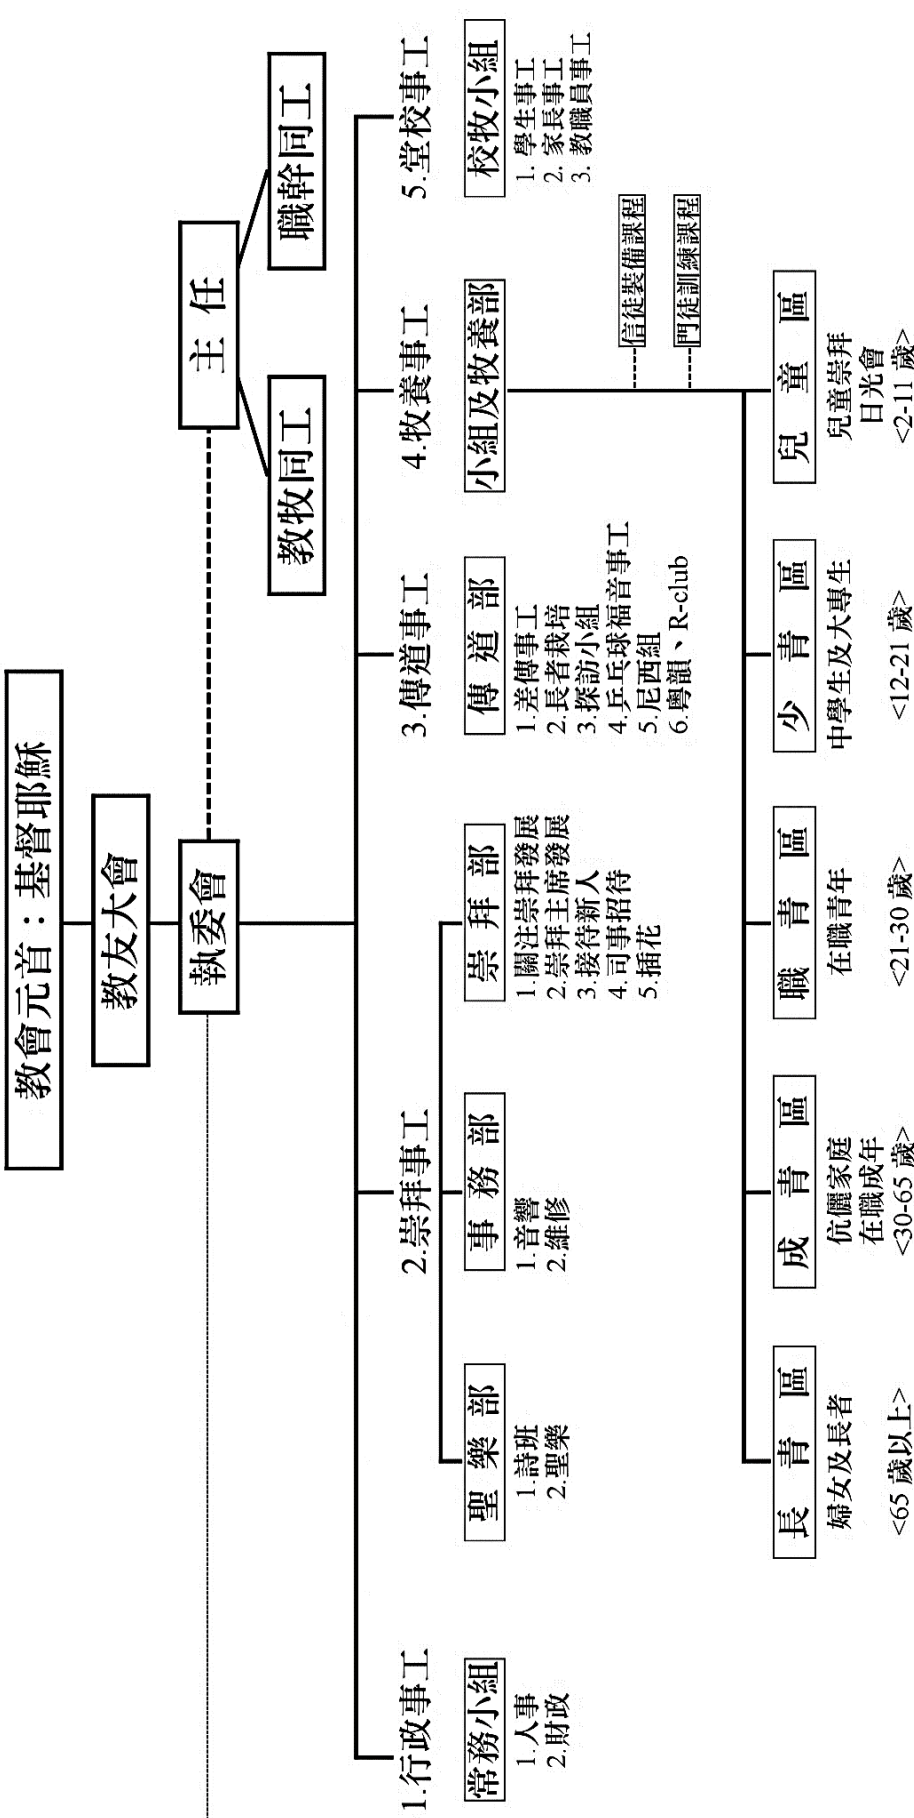 教會元首：基督耶穌
教友大會
執委會
主任
教牧同工
職幹同工
1.行政事工
常務小組
1.人事
2.財政
2.崇拜事工
聖樂部
1.詩班
2.聖樂
事務部
1.音響
2.維修
崇拜部
1.關注崇拜發展
2.崇拜主席發展
3.接待新人
4.司事招待
5.插花
3.傳道事工
傳道部
1.差傳事工
2.長者栽培
3.探訪小組
4.乒乓球福音事工
5.尼西組
6.粵韻、R-club
4.牧養事工
小組及牧養部
信徒裝備課程
門徒訓練課程
5.堂校事工
校牧小組
1. 學生事工
2. 家長事工
3. 教職員事工
長青區
婦女及長者
<65 歲以上>
成青區
伉儷家庭
在職成年
<30-65 歲>
職青區
在職青年
<21-30 歲>
少青區
中學生及大專生
<12-21 歲>
兒童區
兒童崇拜
日光會
<2-11 歲>